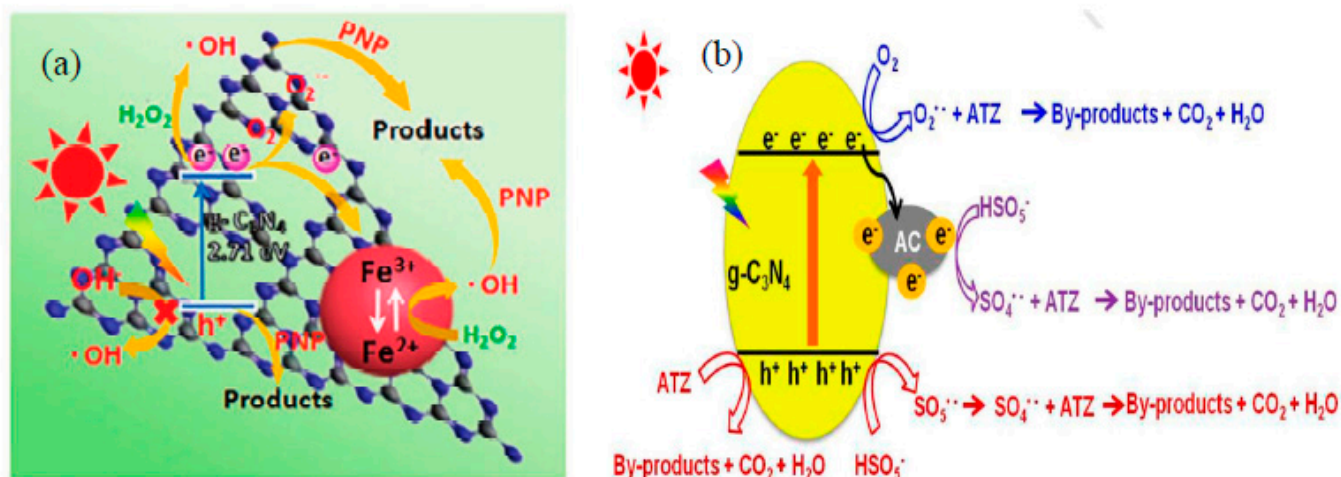 (a)
·OH
PNP
H₂O₂
O₂·⁻
O₂
Products
e⁻ e⁻ e⁻
PNP
g-C₃N₄
2.71 eV
Fe³⁺
·OH
OH⁻
h⁺
PNP
H₂O₂
Fe²⁺
·OH
Products
(b)
O₂
O₂·⁻ + ATZ → By-products + CO₂ + H₂O
e⁻ e⁻ e⁻ e⁻
HSO₅⁻
e⁻ AC e⁻
e⁻
g-C₃N₄
SO₄·⁻ + ATZ → By-products + CO₂ + H₂O
h⁺ h⁺ h⁺ h⁺
ATZ
SO₅·⁻ → SO₄·⁻ + ATZ → By-products + CO₂ + H₂O
By-products + CO₂ + H₂O
HSO₅⁻